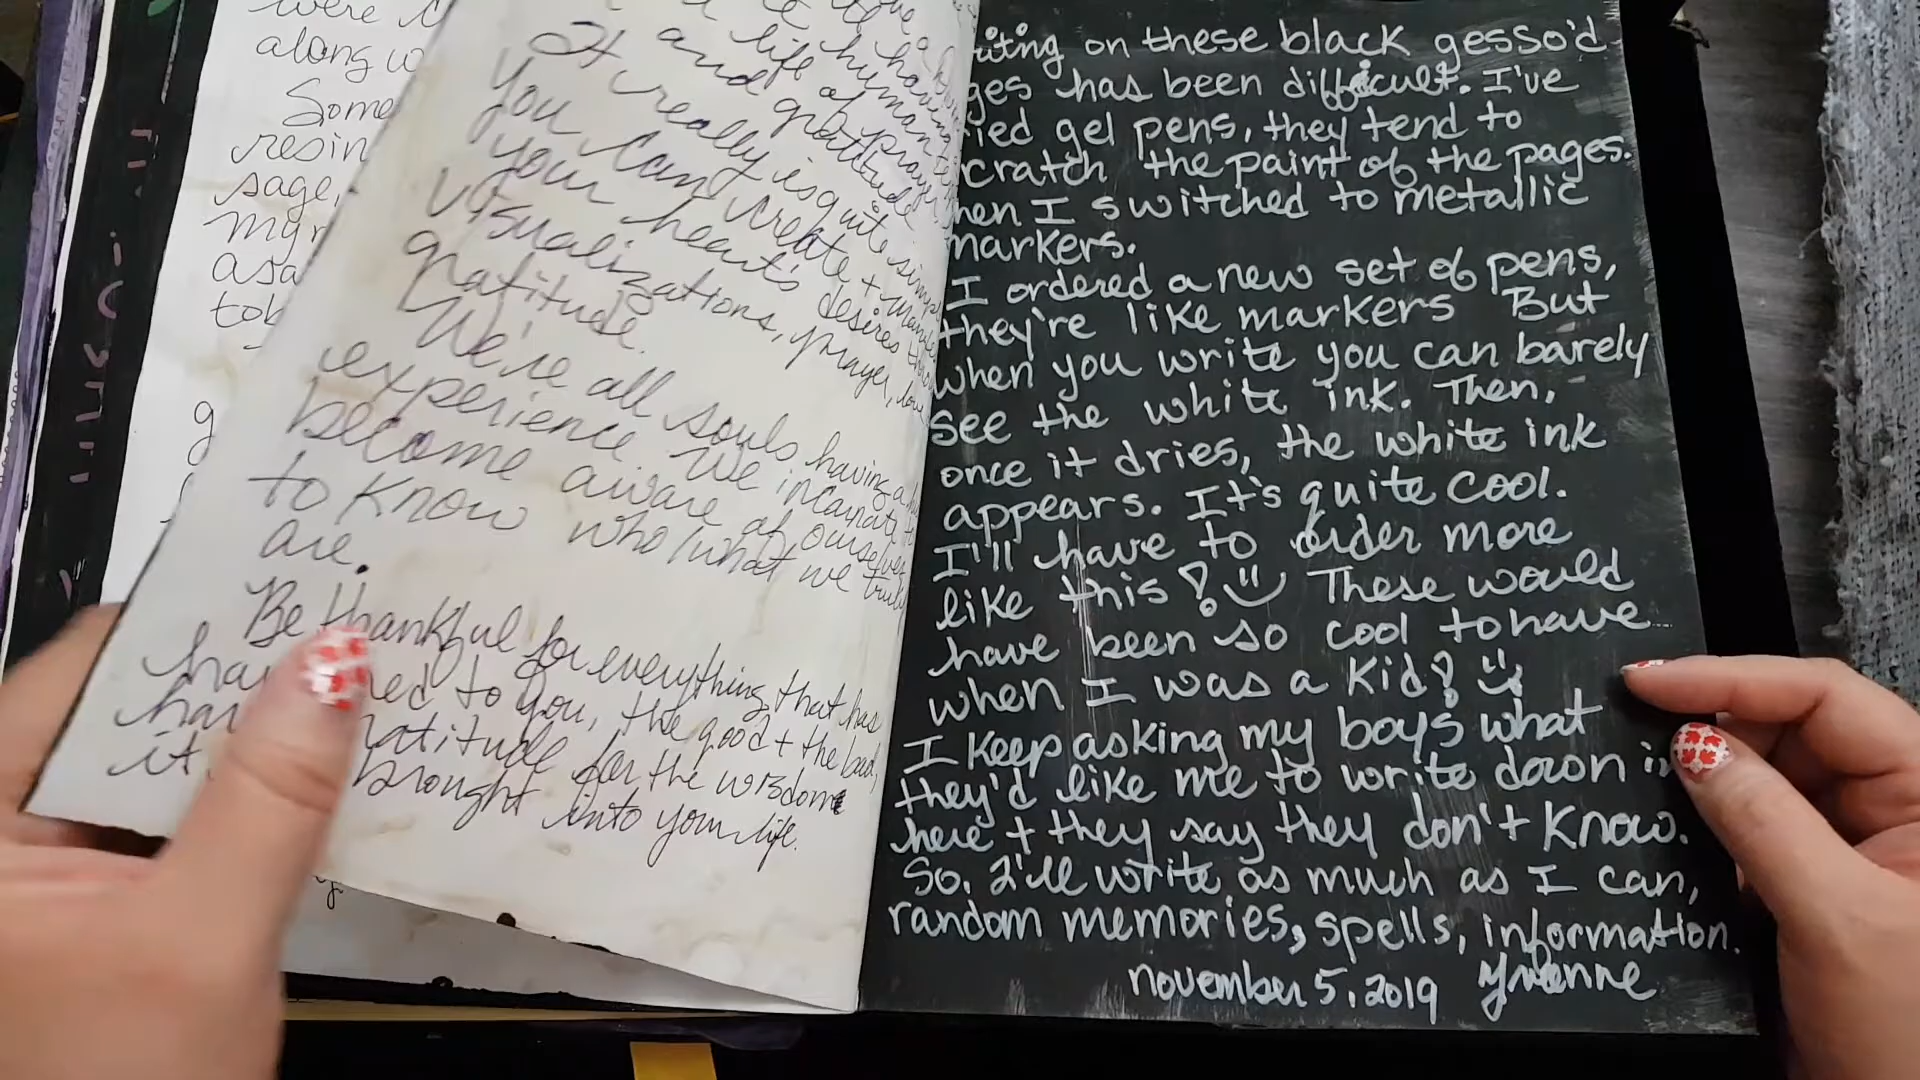 were
along w
Some
resin
sage,
myr
asa
tob
g
life of prayer
and gratitude
It really is quite simple
you can create + manifest
your heart's desires
visualizations, prayer, love
gratitude.
We're all souls having a
experience. We incarnate
become aware of ourselves
to know who/what we truly
are.
Be thankful for everything that has
ha ned to you, the good + the bad,
ha atitude for the wisdom
it brought into your life.
iting on these black gesso'd
ges has been difficult. I've
ied gel pens, they tend to
cratch the paint of the pages.
hen I switched to metallic
markers.
I ordered a new set of pens,
they're like markers But
when you write you can barely
see the white ink. Then,
once it dries, the white ink
appears. It's quite cool.
I'll have to order more
like this! These would
have been so cool to have
when I was a kid!
I keep asking my boys what
they'd like me to write down in
here + they say they don't know.
So. I'll write as much as I can,
random memories, spells, information.
november 5, 2019 Yvonne